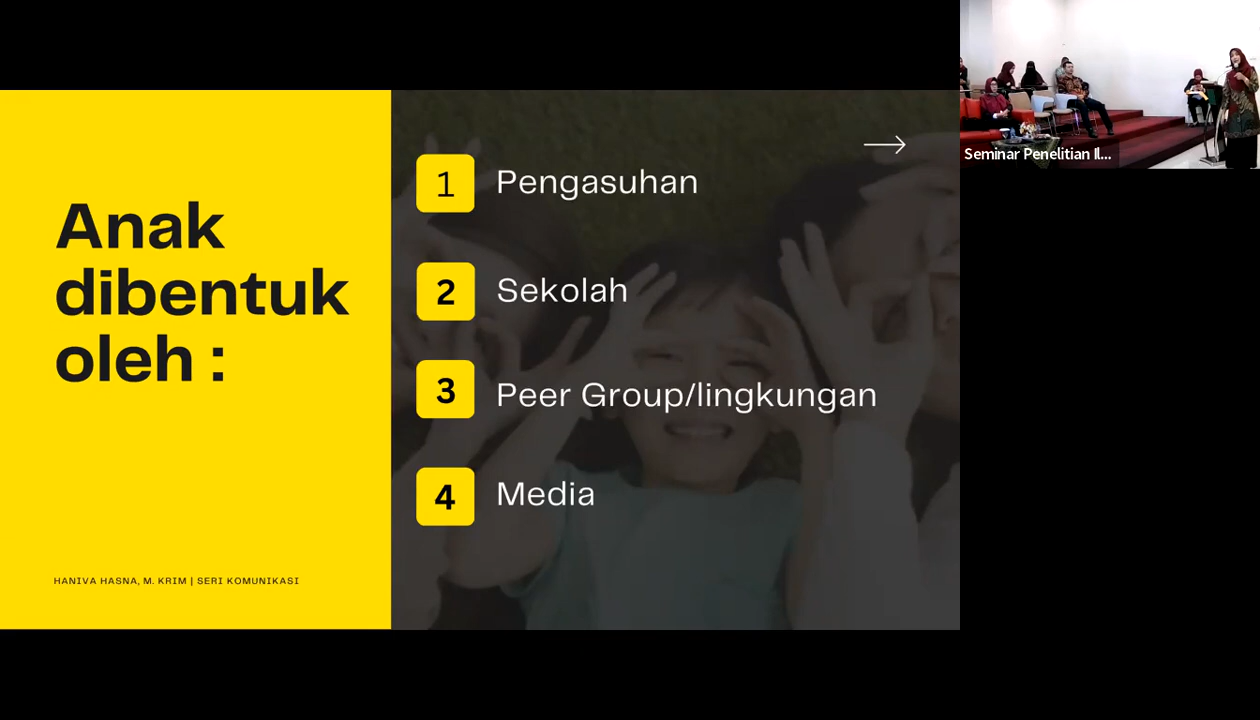 Anak
dibentuk
oleh :
HANIVA HASNA, M. KRIM | SERI KOMUNIKASI
1 Pengasuhan
2 Sekolah
3 Peer Group/lingkungan
4 Media
Seminar Penelitian Il...